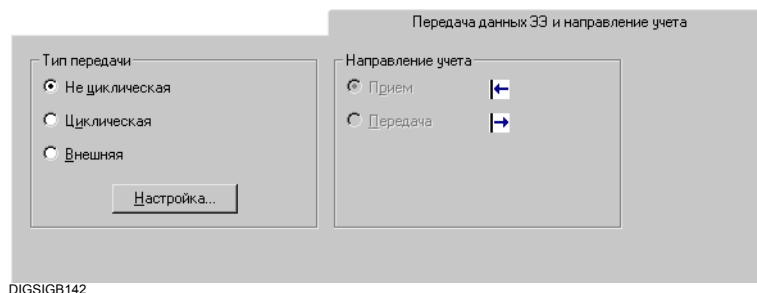 Передача данных ЭЭ и направление учета
Тип передачи
Не циклическая
Циклическая
Внешняя
Настройка...
Направление учета
Прием
Передача
DIGSIGB142